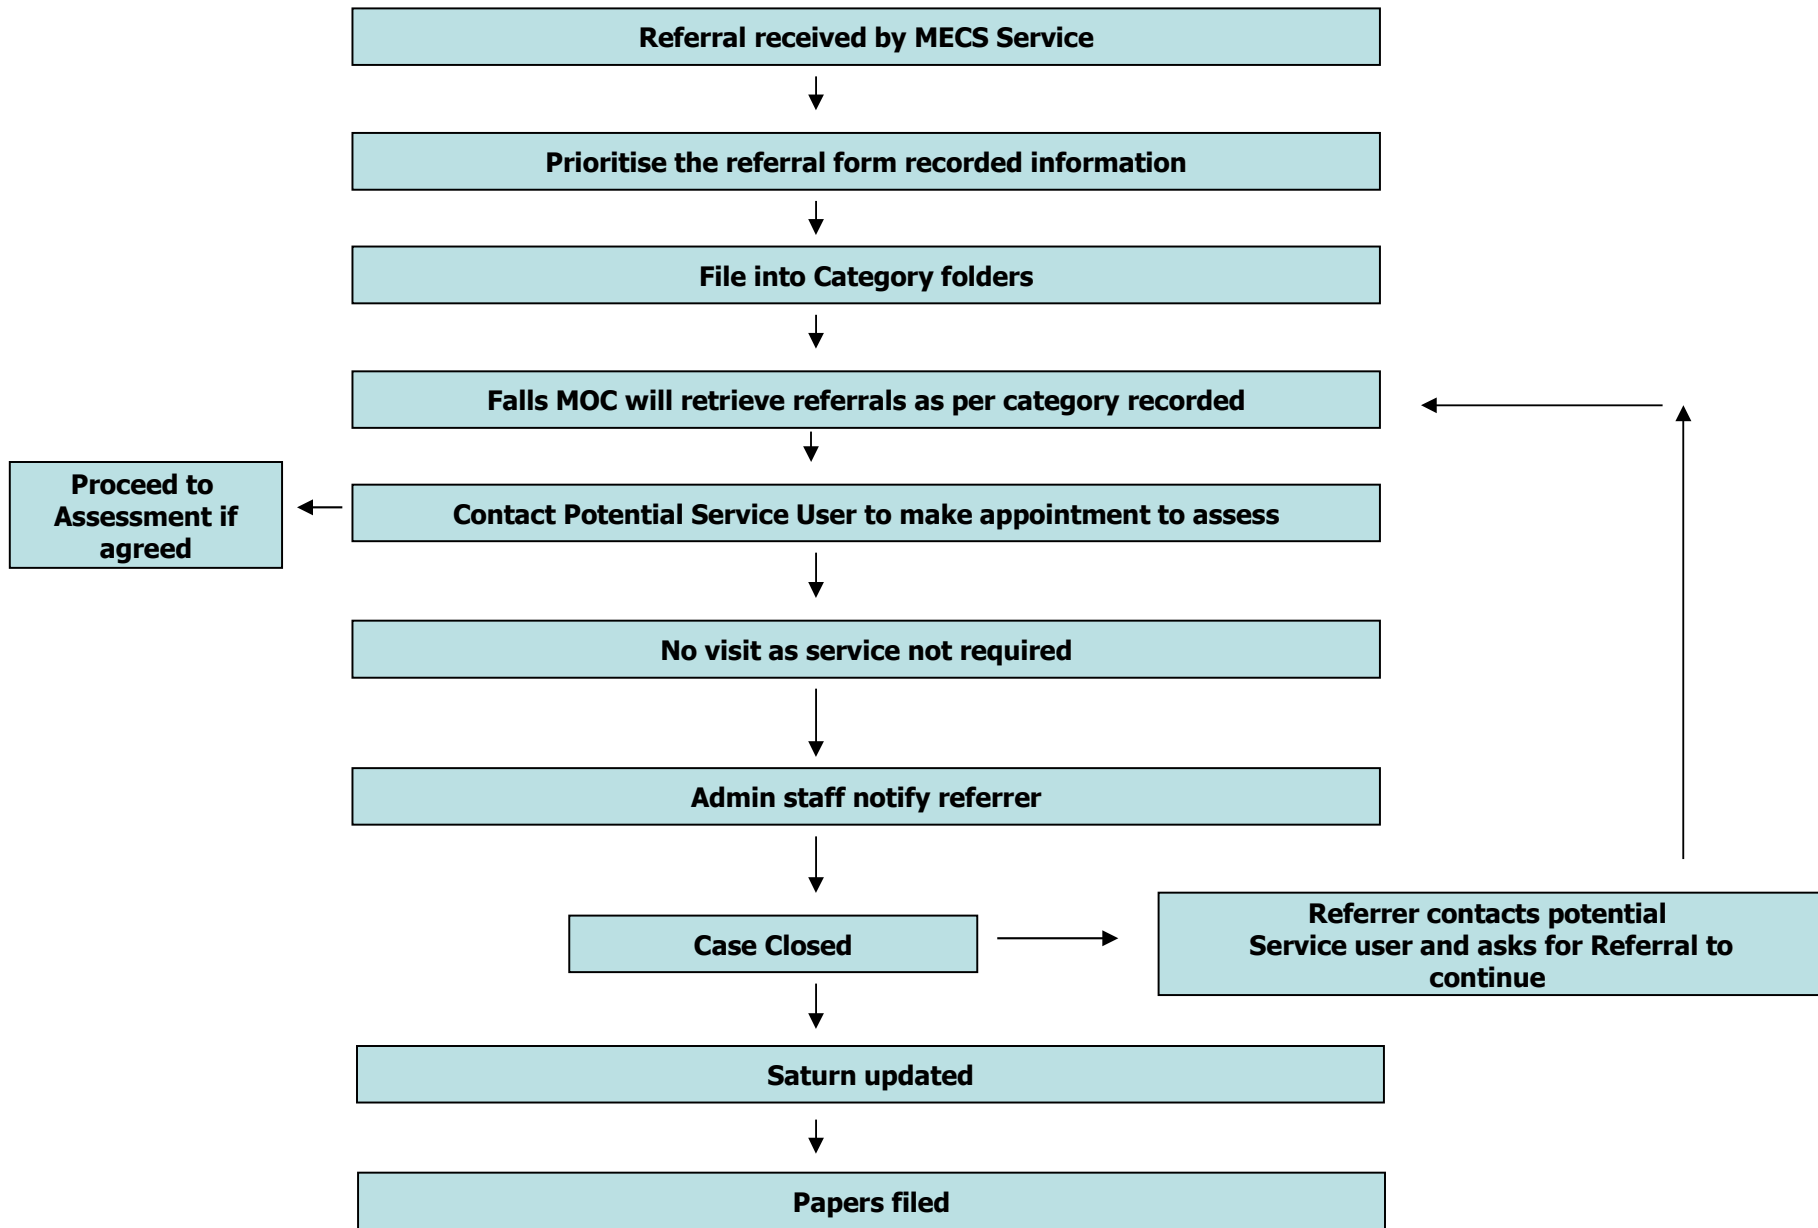 Referral received by MECS Service
Prioritise the referral form recorded information
File into Category folders
Falls MOC will retrieve referrals as per category recorded
Proceed to
Assessment if
agreed
Contact Potential Service User to make appointment to assess
No visit as service not required
Admin staff notify referrer
Case Closed
Referrer contacts potential
Service user and asks for Referral to
continue
Saturn updated
Papers filed